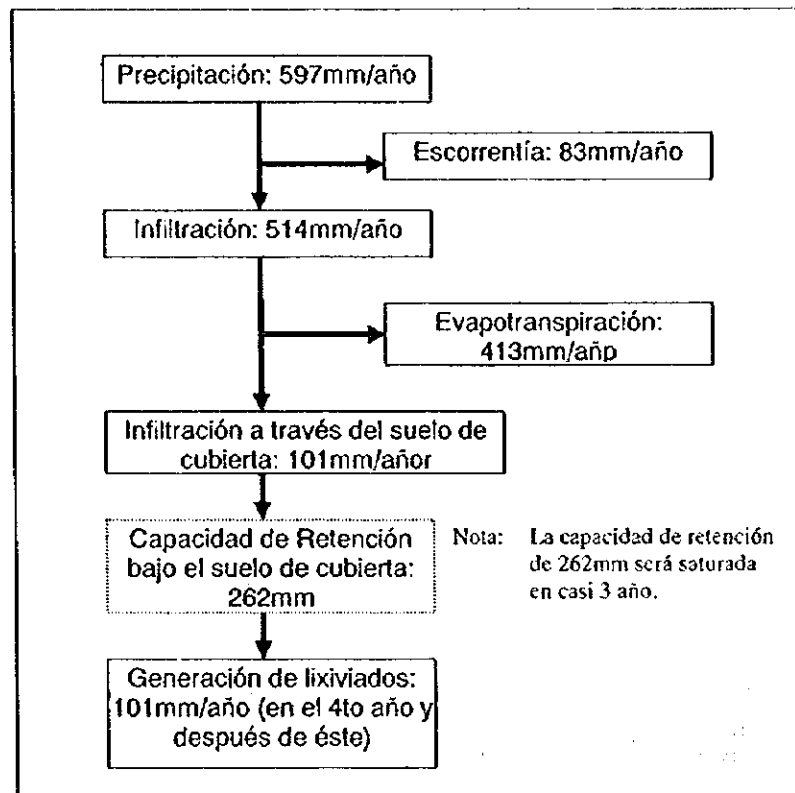 Precipitación: 597mm/año
Escorrentía: 83mm/año
Infiltración: 514mm/año
Evapotranspiración:
413mm/añp
Infiltración a través del suelo de
cubierta: 101mm/añor
Capacidad de Retención
bajo el suelo de cubierta:
262mm
Nota: La capacidad de retención
de 262mm será saturada
en casi 3 año.
Generación de lixiviados:
101mm/año (en el 4to año y
después de éste)